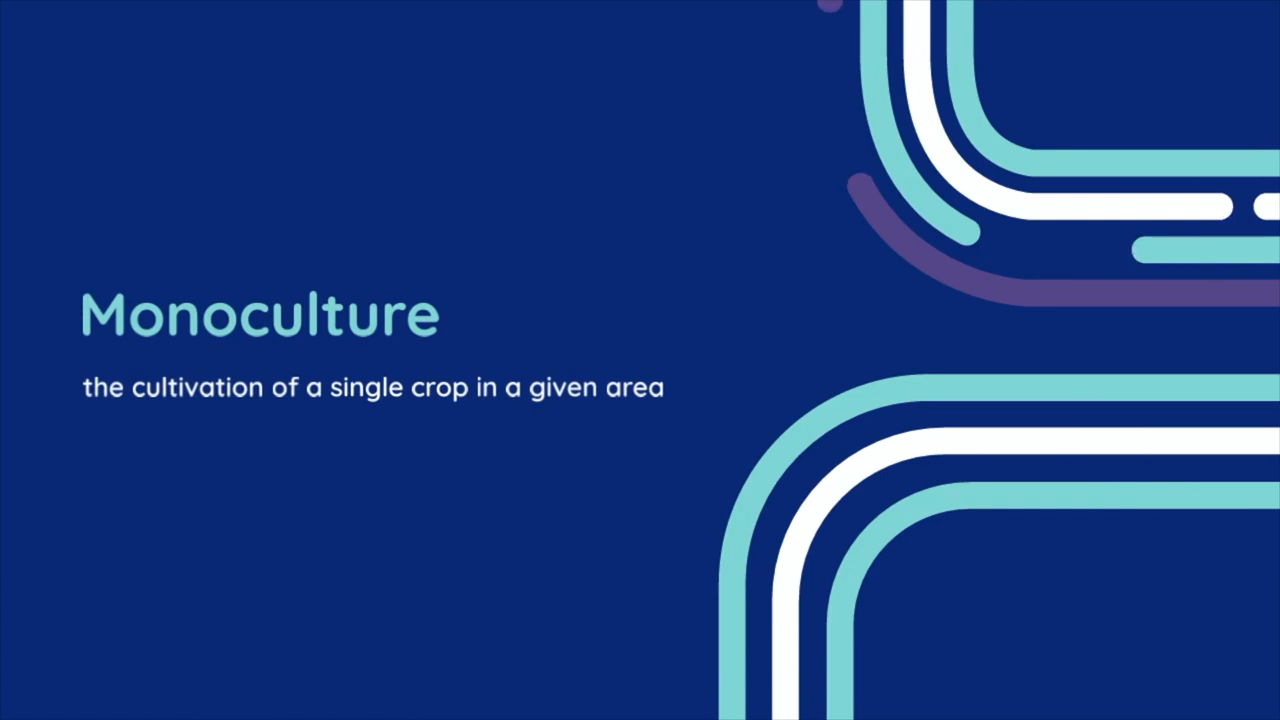 Monoculture
the cultivation of a single crop in a given area